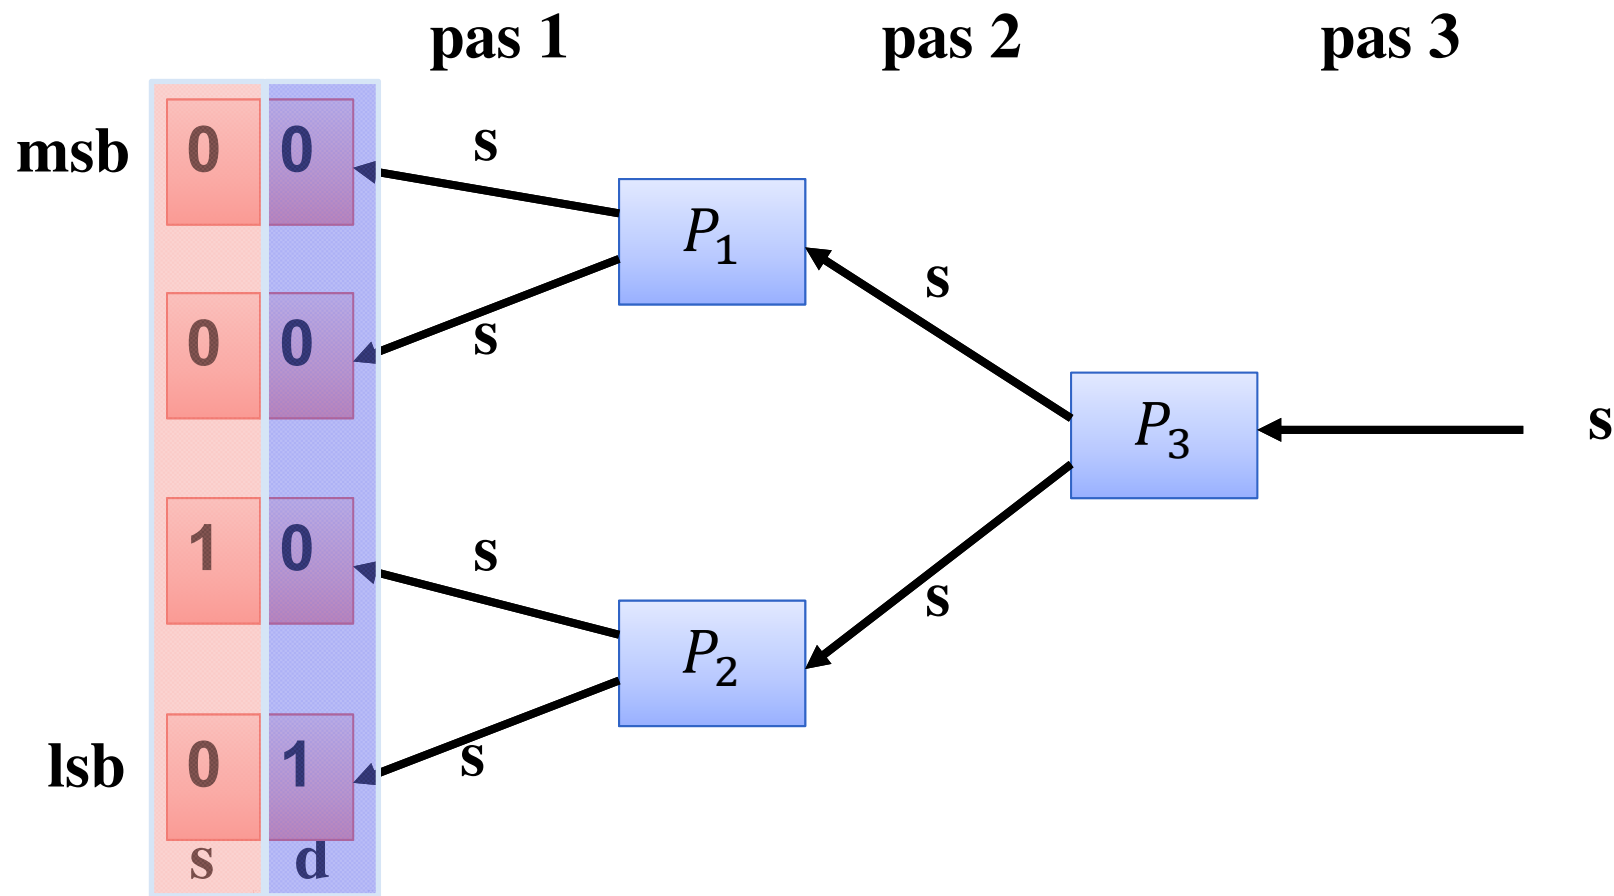 pas 1 pas 2 pas 3
msb 0 0 s
P1
0 0 s s
P3 s
1 0 s
s
P2
lsb 0 1 s
s d